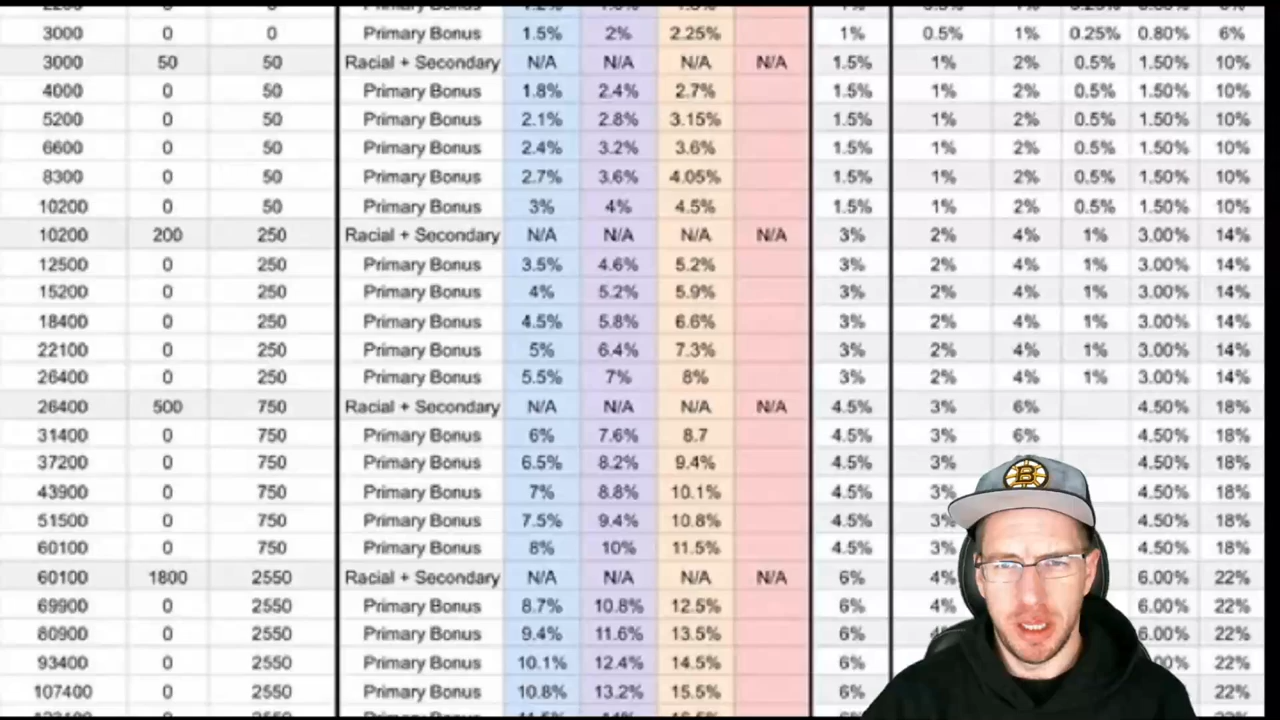 3000 0 0 Primary Bonus 1.5% 2% 2.25% 1% 0.5% 1% 0.25% 0.80% 6%
3000 50 50 Racial + Secondary N/A N/A N/A N/A 1.5% 1% 2% 0.5% 1.50% 10%
4000 0 50 Primary Bonus 1.8% 2.4% 2.7% 1.5% 1% 2% 0.5% 1.50% 10%
5200 0 50 Primary Bonus 2.1% 2.8% 3.15% 1.5% 1% 2% 0.5% 1.50% 10%
6600 0 50 Primary Bonus 2.4% 3.2% 3.6% 1.5% 1% 2% 0.5% 1.50% 10%
8300 0 50 Primary Bonus 2.7% 3.6% 4.05% 1.5% 1% 2% 0.5% 1.50% 10%
10200 0 50 Primary Bonus 3% 4% 4.5% 1.5% 1% 2% 0.5% 1.50% 10%
10200 200 250 Racial + Secondary N/A N/A N/A N/A 3% 2% 4% 1% 3.00% 14%
12500 0 250 Primary Bonus 3.5% 4.6% 5.2% 3% 2% 4% 1% 3.00% 14%
15200 0 250 Primary Bonus 4% 5.2% 5.9% 3% 2% 4% 1% 3.00% 14%
18400 0 250 Primary Bonus 4.5% 5.8% 6.6% 3% 2% 4% 1% 3.00% 14%
22100 0 250 Primary Bonus 5% 6.4% 7.3% 3% 2% 4% 1% 3.00% 14%
26400 0 250 Primary Bonus 5.5% 7% 8% 3% 2% 4% 1% 3.00% 14%
26400 500 750 Racial + Secondary N/A N/A N/A N/A 4.5% 3% 6% 4.50% 18%
31400 0 750 Primary Bonus 6% 7.6% 8.7 4.5% 3% 6% 4.50% 18%
37200 0 750 Primary Bonus 6.5% 8.2% 9.4% 4.5% 3% 4.50% 18%
43900 0 750 Primary Bonus 7% 8.8% 10.1% 4.5% 3% 4.50% 18%
51500 0 750 Primary Bonus 7.5% 9.4% 10.8% 4.5% 3% 4.50% 18%
60100 0 750 Primary Bonus 8% 10% 11.5% 4.5% 3% 4.50% 18%
60100 1800 2550 Racial + Secondary N/A N/A N/A N/A 6% 4% 6.00% 22%
69900 0 2550 Primary Bonus 8.7% 10.8% 12.5% 6% 4% 6.00% 22%
80900 0 2550 Primary Bonus 9.4% 11.6% 13.5% 6% 6.00% 22%
93400 0 2550 Primary Bonus 10.1% 12.4% 14.5% 6% 22%
107400 0 2550 Primary Bonus 10.8% 13.2% 15.5% 6% 22%
B